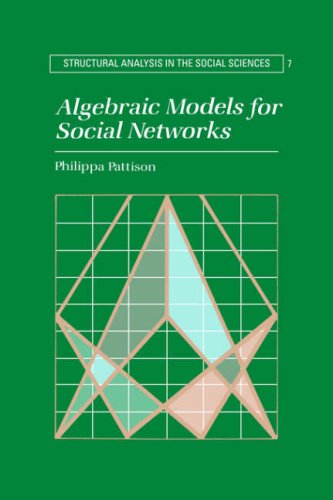 STRUCTURAL ANALYSIS IN THE SOCIAL SCIENCES 7
Algebraic Models for
Social Networks
Philippa Pattison